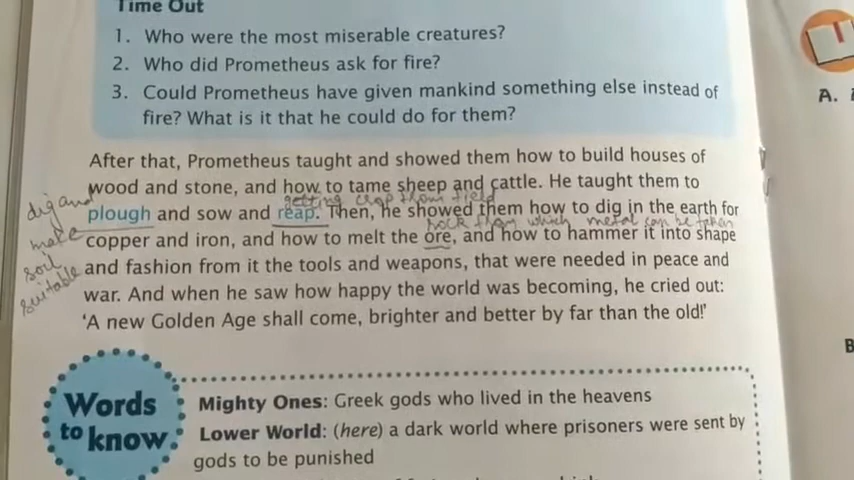 Time Out
1. Who were the most miserable creatures?
2. Who did Prometheus ask for fire?
3. Could Prometheus have given mankind something else instead of
fire? What is it that he could do for them?
After that, Prometheus taught and showed them how to build houses of
wood and stone, and how to tame sheep and cattle. He taught them to
getting crop from field
dig and
plough and sow and reap. Then, he showed them how to dig in the earth for
rock from which metal can be taken
make
copper and iron, and how to melt the ore, and how to hammer it into shape
soil
and fashion from it the tools and weapons, that were needed in peace and
suitable
war. And when he saw how happy the world was becoming, he cried out:
'A new Golden Age shall come, brighter and better by far than the old!'
Words
to know
Mighty Ones: Greek gods who lived in the heavens
Lower World: (here) a dark world where prisoners were sent by
gods to be punished
A.
B